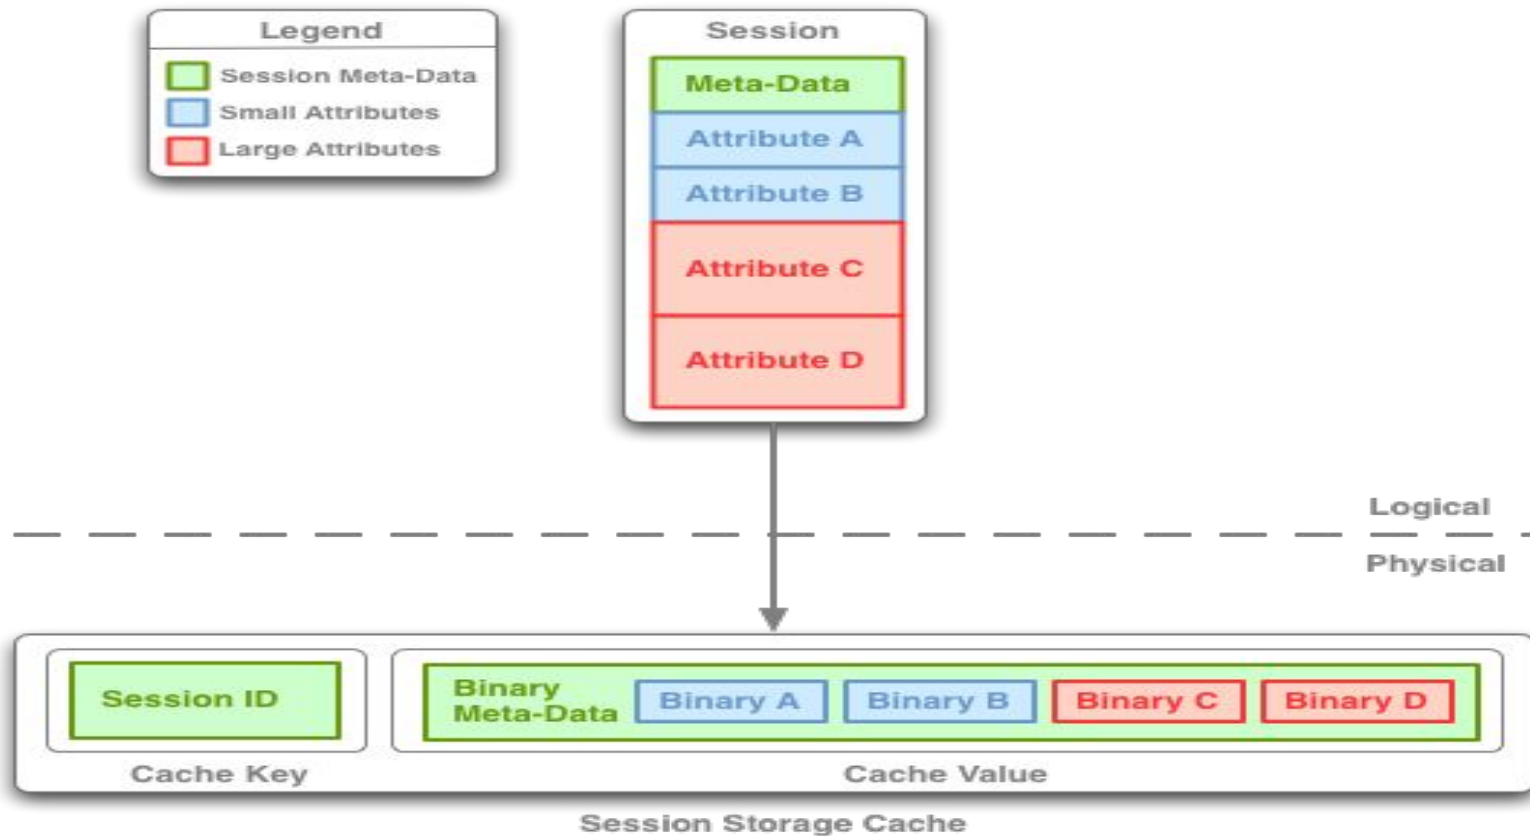 Legend
Session Meta-Data
Small Attributes
Large Attributes
Session
Meta-Data
Attribute A
Attribute B
Attribute C
Attribute D
Logical
Physical
Session ID
Cache Key
Binary
Meta-Data
Binary A
Binary B
Binary C
Binary D
Cache Value
Session Storage Cache